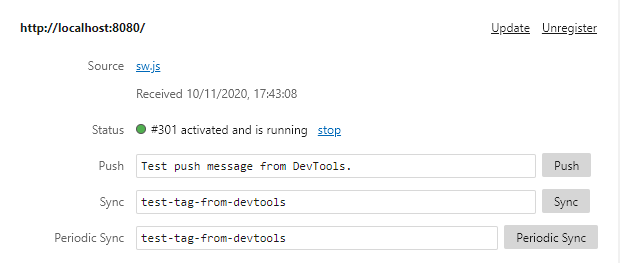 http://localhost:8080/ Update Unregister
Source sw.js
Received 10/11/2020, 17:43:08
Status #301 activated and is running stop
Push Test push message from DevTools. Push
Sync test-tag-from-devtools Sync
Periodic Sync test-tag-from-devtools Periodic Sync